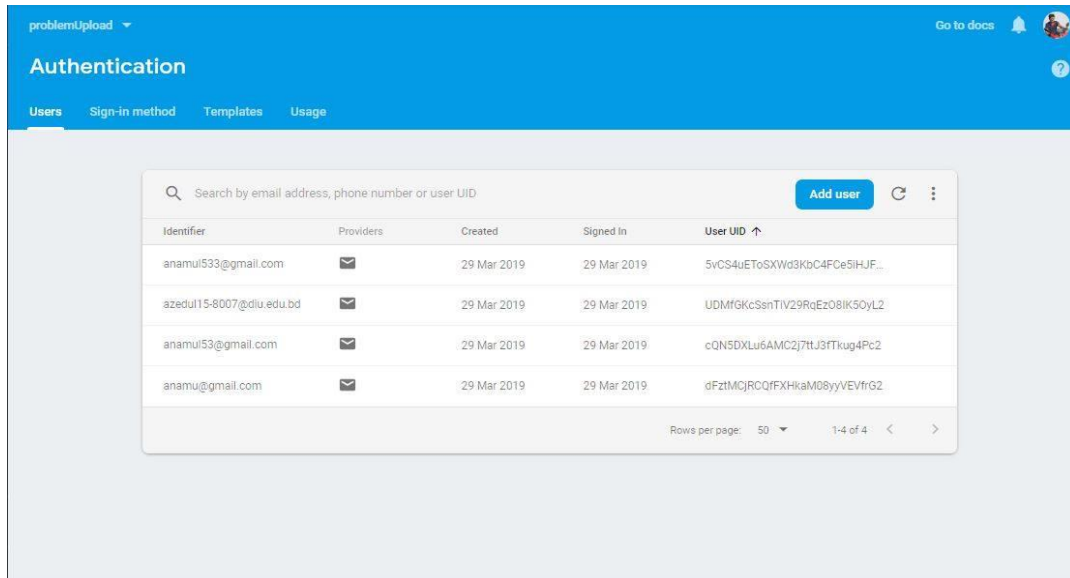 problemUpload Go to docs
Authentication
Users Sign-in method Templates Usage
Search by email address, phone number or user UID Add user
Identifier Providers Created Signed In User UID ↑
anamul533@gmail.com 29 Mar 2019 29 Mar 2019 5vCS4uEToSXWd3KbC4FCe5iHJF...
azedul15-8007@diu.edu.bd 29 Mar 2019 29 Mar 2019 UDMfGKcSsnTiV29RqEzO8IK5OyL2
anamul53@gmail.com 29 Mar 2019 29 Mar 2019 cQN5DXLu6AMC2j7ttJ3fTkug4Pc2
anamu@gmail.com 29 Mar 2019 29 Mar 2019 dFztMCjRCQfFXHkaM08yyVEVfrG2
Rows per page: 50 1-4 of 4